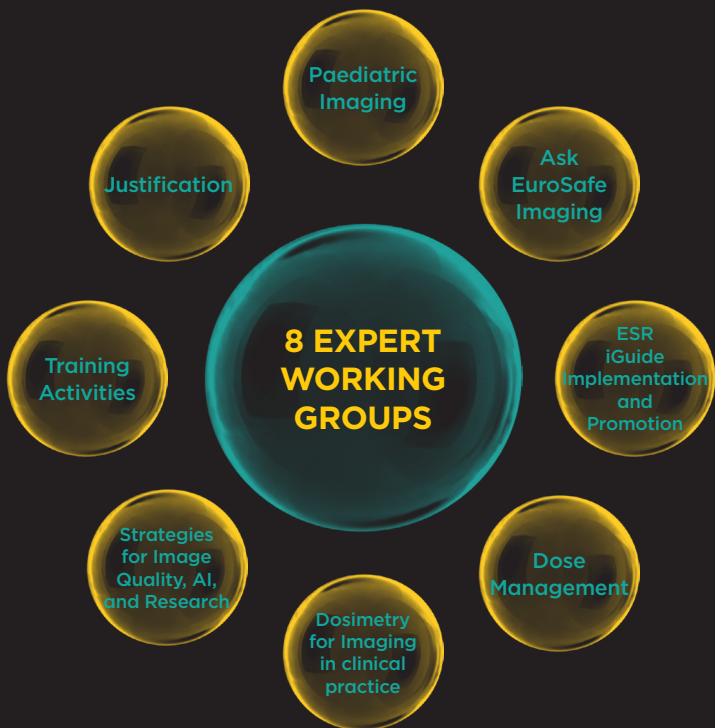 Paediatric
Imaging
Ask
EuroSafe
Imaging
ESR
iGuide
Implementation
and
Promotion
Dose
Management
Dosimetry
for Imaging
in clinical
practice
Strategies
for Image
Quality, AI,
and Research
Training
Activities
Justification
8 EXPERT
WORKING
GROUPS